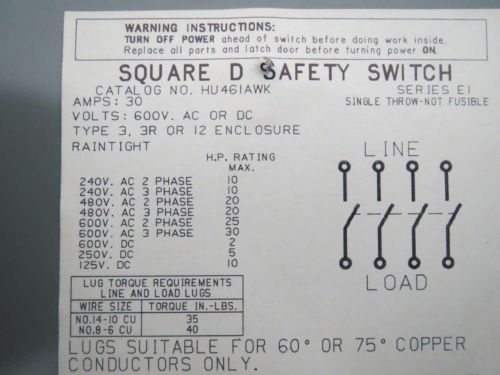 WARNING INSTRUCTIONS:
TURN OFF POWER ahead of switch before doing work inside.
Replace all parts and latch door before turning power ON.
SQUARE D SAFETY SWITCH
CATALOG NO. HU461AWK SERIES E1
AMPS: 30 SINGLE THROW-NOT FUSIBLE
VOLTS: 600V. AC OR DC
TYPE 3, 3R OR 12 ENCLOSURE
RAINTIGHT
H.P. RATING
MAX.
240V. AC 2 PHASE 10
240V. AC 3 PHASE 10
480V. AC 2 PHASE 20
480V. AC 3 PHASE 20
600V. AC 2 PHASE 25
600V. AC 3 PHASE 30
600V. DC 2
250V. DC 5
125V. DC 10
LINE
LOAD
LUG TORQUE REQUIREMENTS
LINE AND LOAD LUGS
WIRE SIZE TORQUE IN.-LBS.
NO.14-10 CU 35
NO.8-6 CU 40
LUGS SUITABLE FOR 60° OR 75° COPPER
CONDUCTORS ONLY.